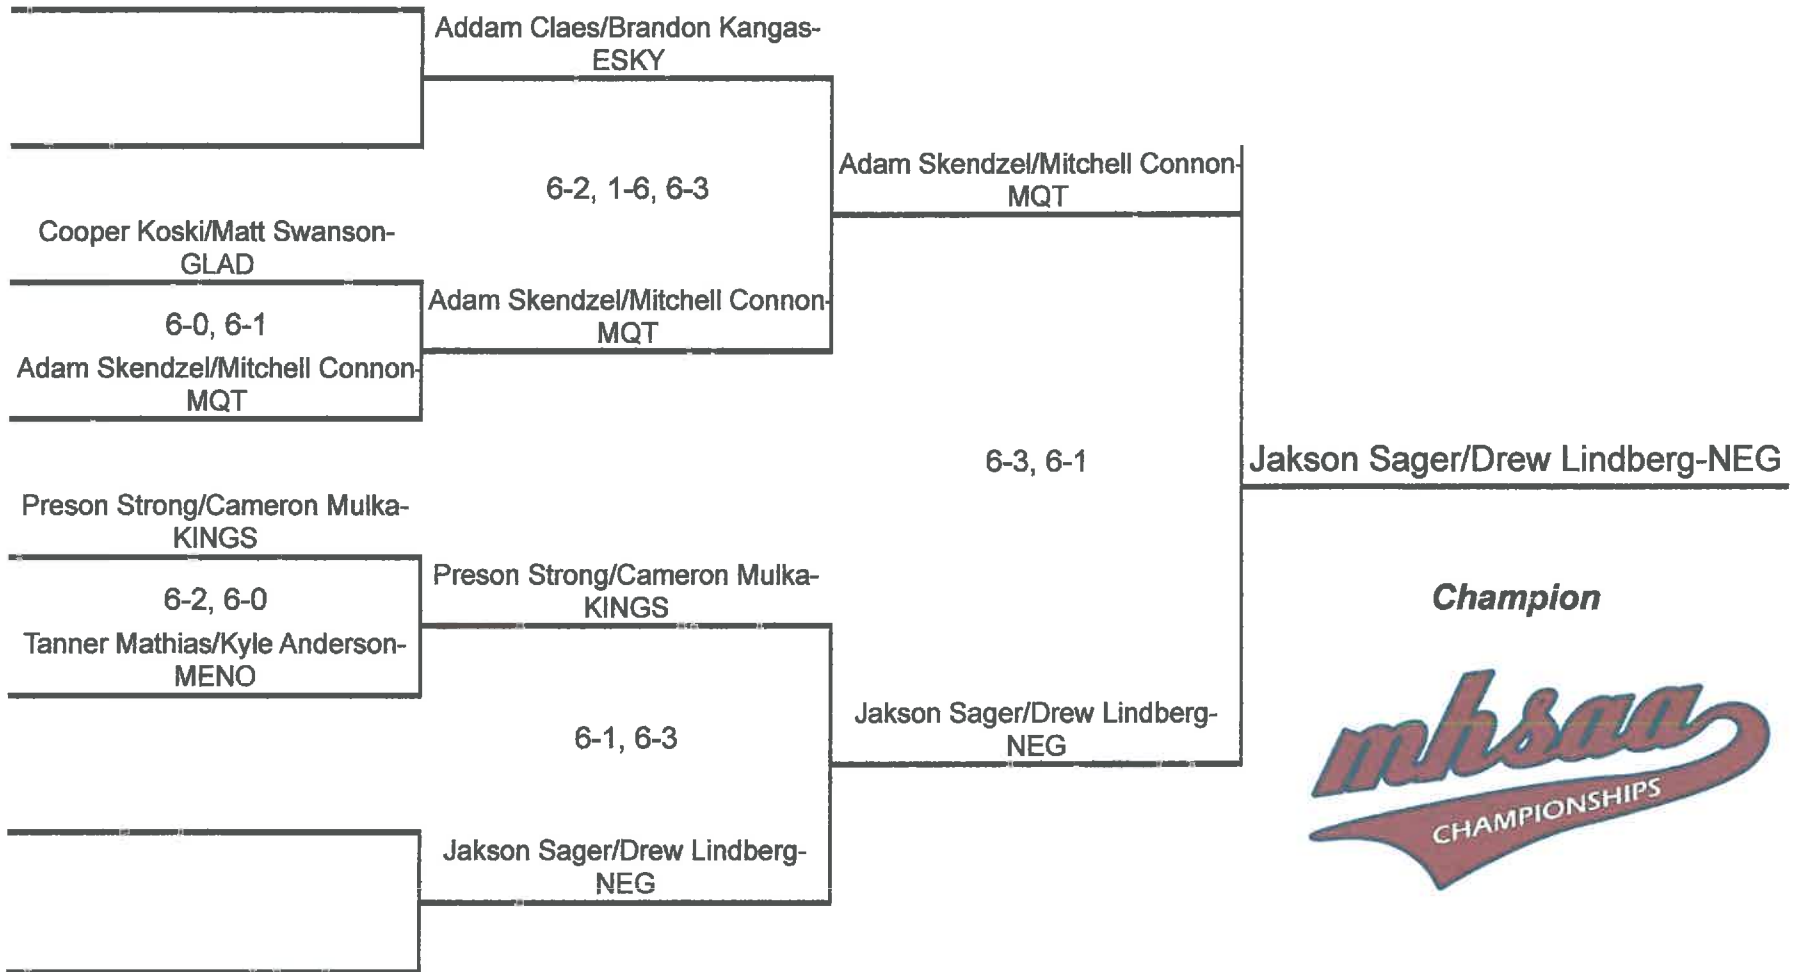 Addam Claes/Brandon Kangas-
ESKY
6-2, 1-6, 6-3
Adam Skendzel/Mitchell Connon-
MQT
Cooper Koski/Matt Swanson-
GLAD
6-0, 6-1
Adam Skendzel/Mitchell Connon-
MQT
Adam Skendzel/Mitchell Connon-
MQT
6-3, 6-1
Jakson Sager/Drew Lindberg-NEG
Preson Strong/Cameron Mulka-
KINGS
6-2, 6-0
Tanner Mathias/Kyle Anderson-
MENO
Preson Strong/Cameron Mulka-
KINGS
6-1, 6-3
Jakson Sager/Drew Lindberg-
NEG
Jakson Sager/Drew Lindberg-
NEG
Champion
mhsaa
CHAMPIONSHIPS